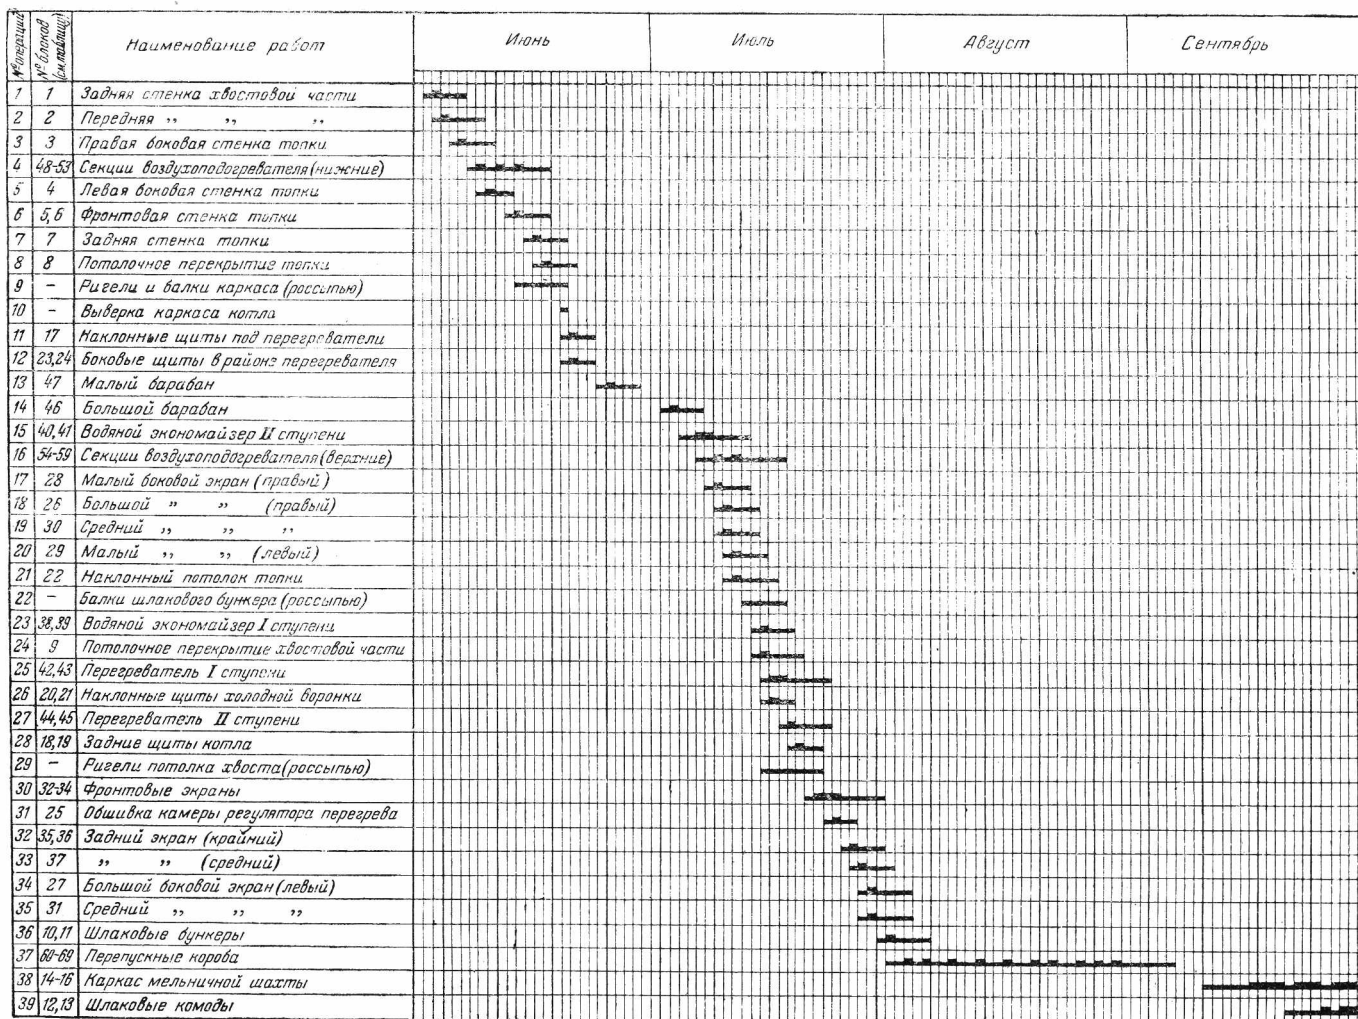 № операции № блоков (см. таблицу) Наименование работ Июнь Июль Август Сентябрь
1 1 Задняя стенка хвостовой части
2 2 Передняя ,, ,, ,,
3 3 Правая боковая стенка топки
4 48-53 Секции воздухоподогревателя (нижние)
5 4 Левая боковая стенка топки
6 5,6 Фронтовая стенка топки
7 7 Задняя стенка топки
8 8 Потолочное перекрытие топки
9 - Ригели и балки каркаса (россыпью)
10 - Выверка каркаса котла
11 17 Наклонные щиты под перегреватели
12 23,24 Боковые щиты в районе перегревателя
13 47 Малый барабан
14 46 Большой барабан
15 40,41 Водяной экономайзер II ступени
16 54-59 Секции воздухоподогревателя (верхние)
17 28 Малый боковой экран (правый)
18 26 Большой ,, ,, (правый)
19 30 Средний ,, ,, ,,
20 29 Малый ,, ,, (левый)
21 22 Наклонный потолок топки
22 - Балки шлакового бункера (россыпью)
23 38,39 Водяной экономайзер I ступени
24 9 Потолочное перекрытие хвостовой части
25 42,43 Перегреватель I ступени
26 20,21 Наклонные щиты холодной воронки
27 44,45 Перегреватель II ступени
28 18,19 Задние щиты котла
29 - Ригели потолка хвоста (россыпью)
30 32-34 Фронтовые экраны
31 25 Обшивка камеры регулятора перегрева
32 35,36 Задний экран (крайний)
33 37 ,, ,, (средний)
34 27 Большой боковой экран (левый)
35 31 Средний ,, ,, ,,
36 10,11 Шлаковые бункеры
37 60-69 Перепускные короба
38 14-16 Каркас мельничной шахты
39 12,13 Шлаковые комоды